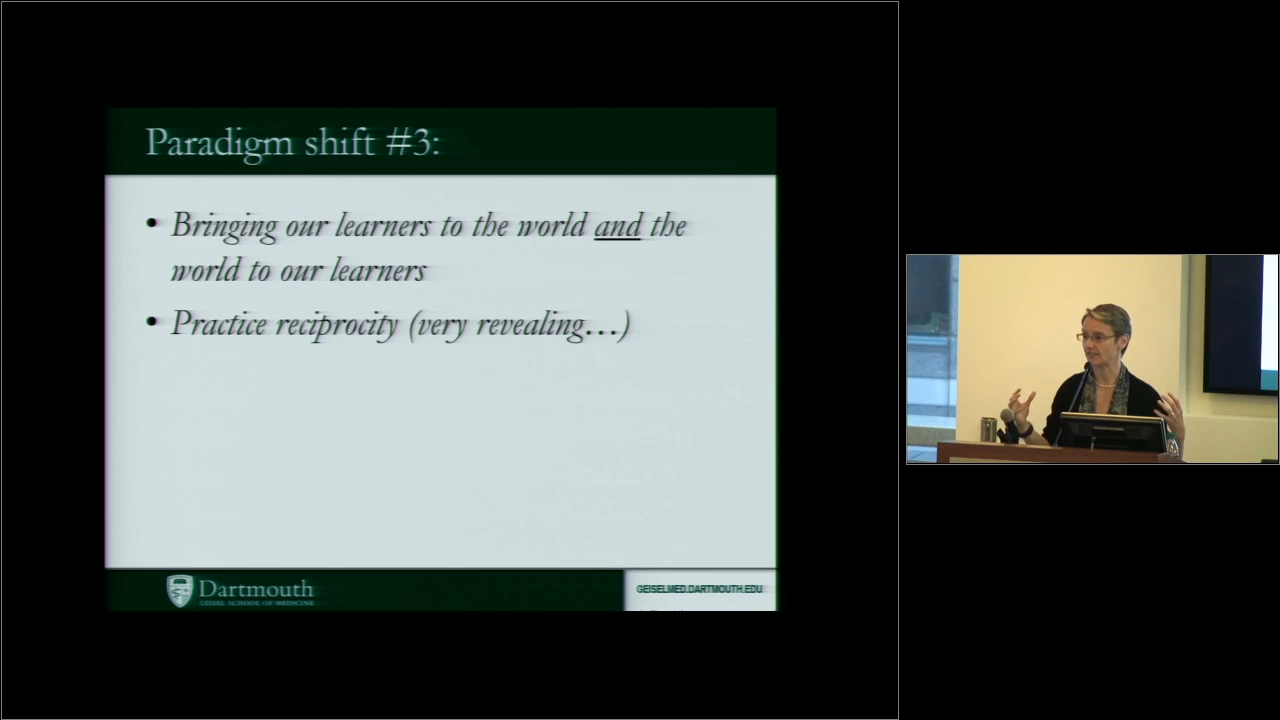 Paradigm shift #3:
• Bringing our learners to the world and the
world to our learners
• Practice reciprocity (very revealing…)
Dartmouth
GEISEL SCHOOL OF MEDICINE
GEISELMED.DARTMOUTH.EDU